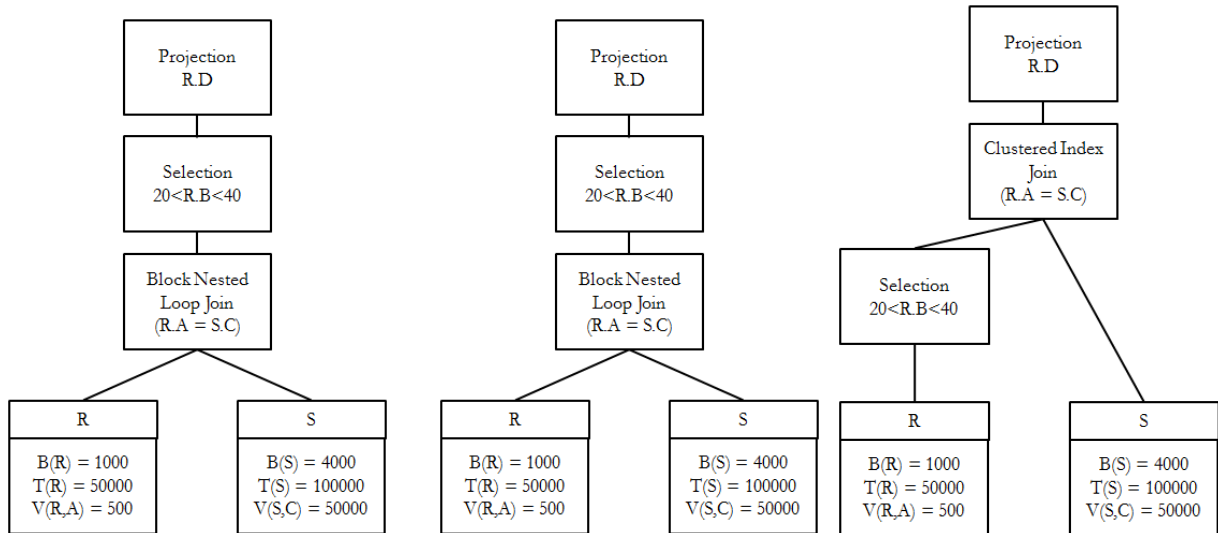 Projection
R.D
Selection
20<R.B<40
Block Nested
Loop Join
(R.A = S.C)
R
B(R) = 1000
T(R) = 50000
V(R,A) = 500
S
B(S) = 4000
T(S) = 100000
V(S,C) = 50000
Projection
R.D
Selection
20<R.B<40
Block Nested
Loop Join
(R.A = S.C)
R
B(R) = 1000
T(R) = 50000
V(R,A) = 500
S
B(S) = 4000
T(S) = 100000
V(S,C) = 50000
Projection
R.D
Clustered Index
Join
(R.A = S.C)
Selection
20<R.B<40
R
B(R) = 1000
T(R) = 50000
V(R,A) = 500
S
B(S) = 4000
T(S) = 100000
V(S,C) = 50000